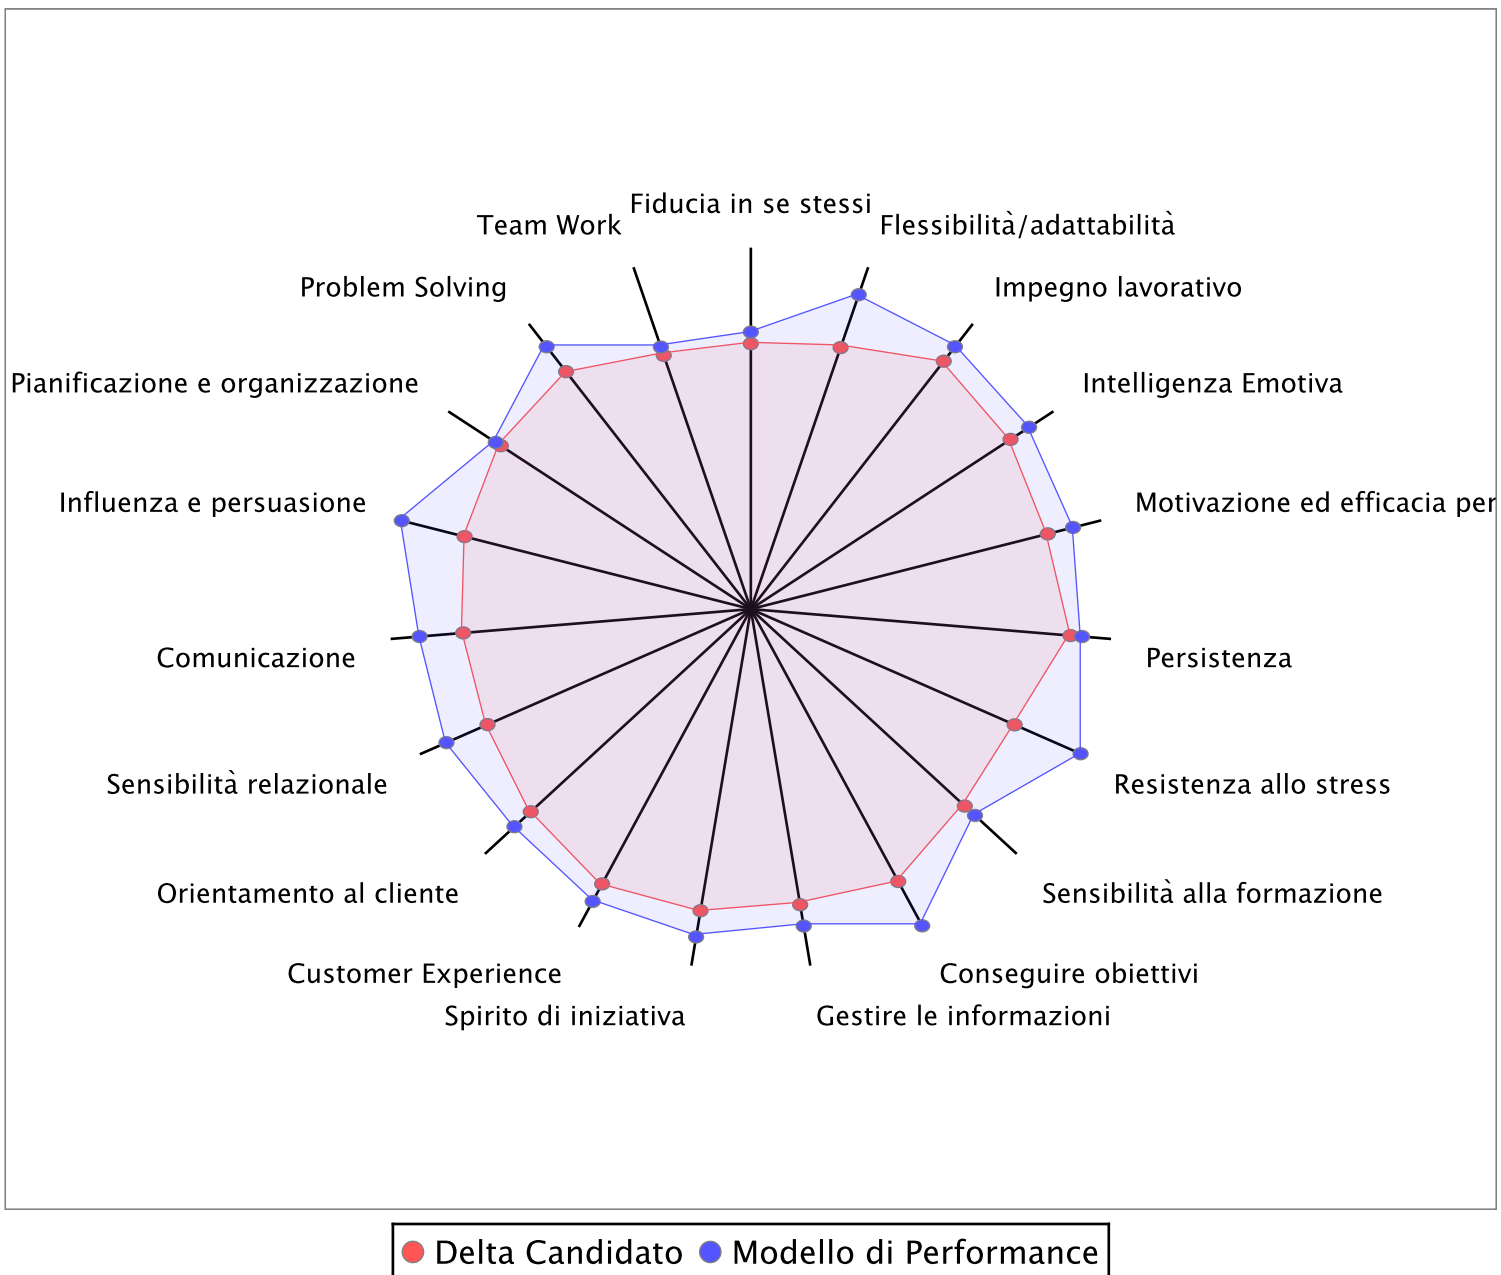 Fiducia in se stessi
Team Work
Flessibilità/adattabilità
Problem Solving
Impegno lavorativo
Pianificazione e organizzazione
Intelligenza Emotiva
Influenza e persuasione
Motivazione ed efficacia per
Comunicazione
Persistenza
Sensibilità relazionale
Resistenza allo stress
Orientamento al cliente
Sensibilità alla formazione
Customer Experience
Conseguire obiettivi
Spirito di iniziativa
Gestire le informazioni
Delta Candidato
Modello di Performance